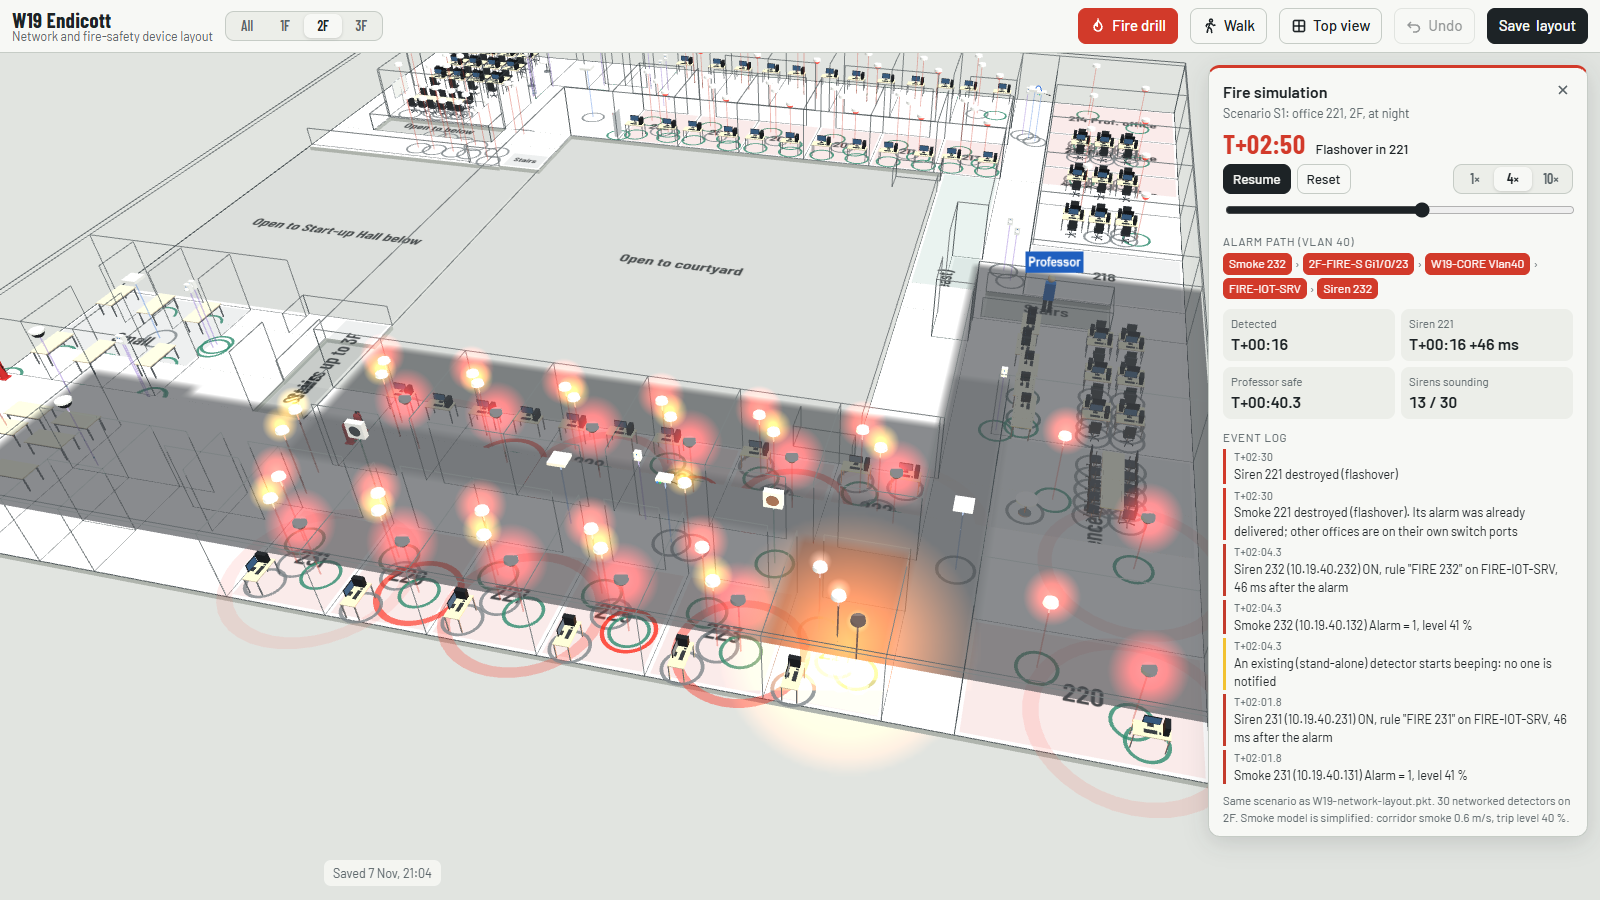 W19 Endicott
Network and fire-safety device layout
All
1F
2F
3F
Fire drill
Walk
Top view
Undo
Save layout
Open to below
Stairs
Open to Start-up Hall below
Open to courtyard
Stairs up to 3F
Professor
218
Stairs
220
Saved 7 Nov, 21:04
Fire simulation
Scenario S1: office 221, 2F, at night
T+02:50 Flashover in 221
Resume
Reset
1×
4×
10×
ALARM PATH (VLAN 40)
Smoke 232 › 2F-FIRE-S Gi1/0/23 › W19-CORE Vlan40 ›
FIRE-IOT-SRV › Siren 232
Detected
T+00:16
Siren 221
T+00:16 +46 ms
Professor safe
T+00:40.3
Sirens sounding
13 / 30
EVENT LOG
T+02:30
Siren 221 destroyed (flashover)
T+02:30
Smoke 221 destroyed (flashover). Its alarm was already
delivered; other offices are on their own switch ports
T+02:04.3
Siren 232 (10.19.40.232) ON, rule "FIRE 232" on FIRE-IOT-SRV,
46 ms after the alarm
T+02:04.3
Smoke 232 (10.19.40.132) Alarm = 1, level 41 %
T+02:04.3
An existing (stand-alone) detector starts beeping: no one is
notified
T+02:01.8
Siren 231 (10.19.40.231) ON, rule "FIRE 231" on FIRE-IOT-SRV, 46
ms after the alarm
T+02:01.8
Smoke 231 (10.19.40.131) Alarm = 1, level 41 %
Same scenario as W19-network-layout.pkt. 30 networked detectors on
2F. Smoke model is simplified: corridor smoke 0.6 m/s, trip level 40 %.